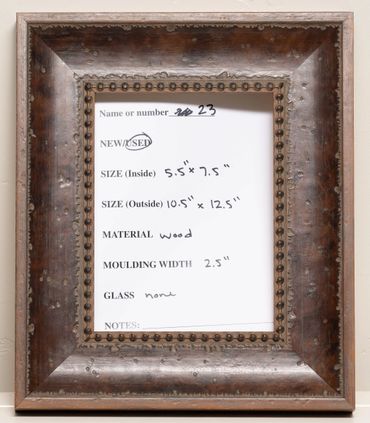 Name or number 23
NEW/USED
SIZE (Inside) 5.5" x 7.5"
SIZE (Outside) 10.5" x 12.5"
MATERIAL wood
MOULDING WIDTH 2.5"
GLASS none
NOTES: